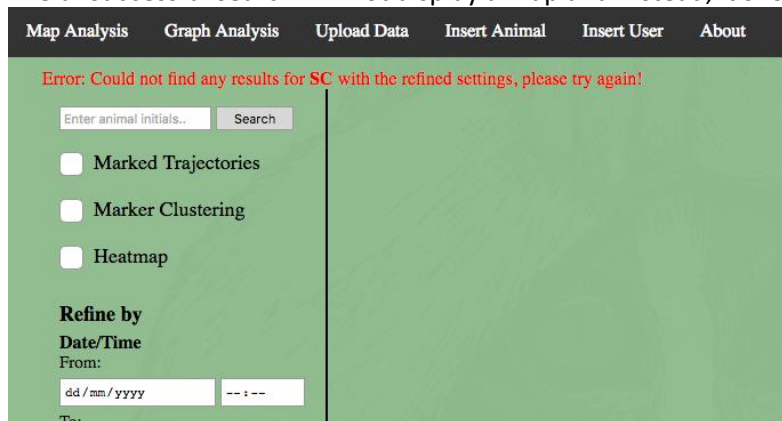 Map Analysis Graph Analysis Upload Data Insert Animal Insert User About
Error: Could not find any results for SC with the refined settings, please try again!
Enter animal initials.. Search
Marked Trajectories
Marker Clustering
Heatmap
Refine by
Date/Time
From:
dd/mm/yyyy --:--
To: